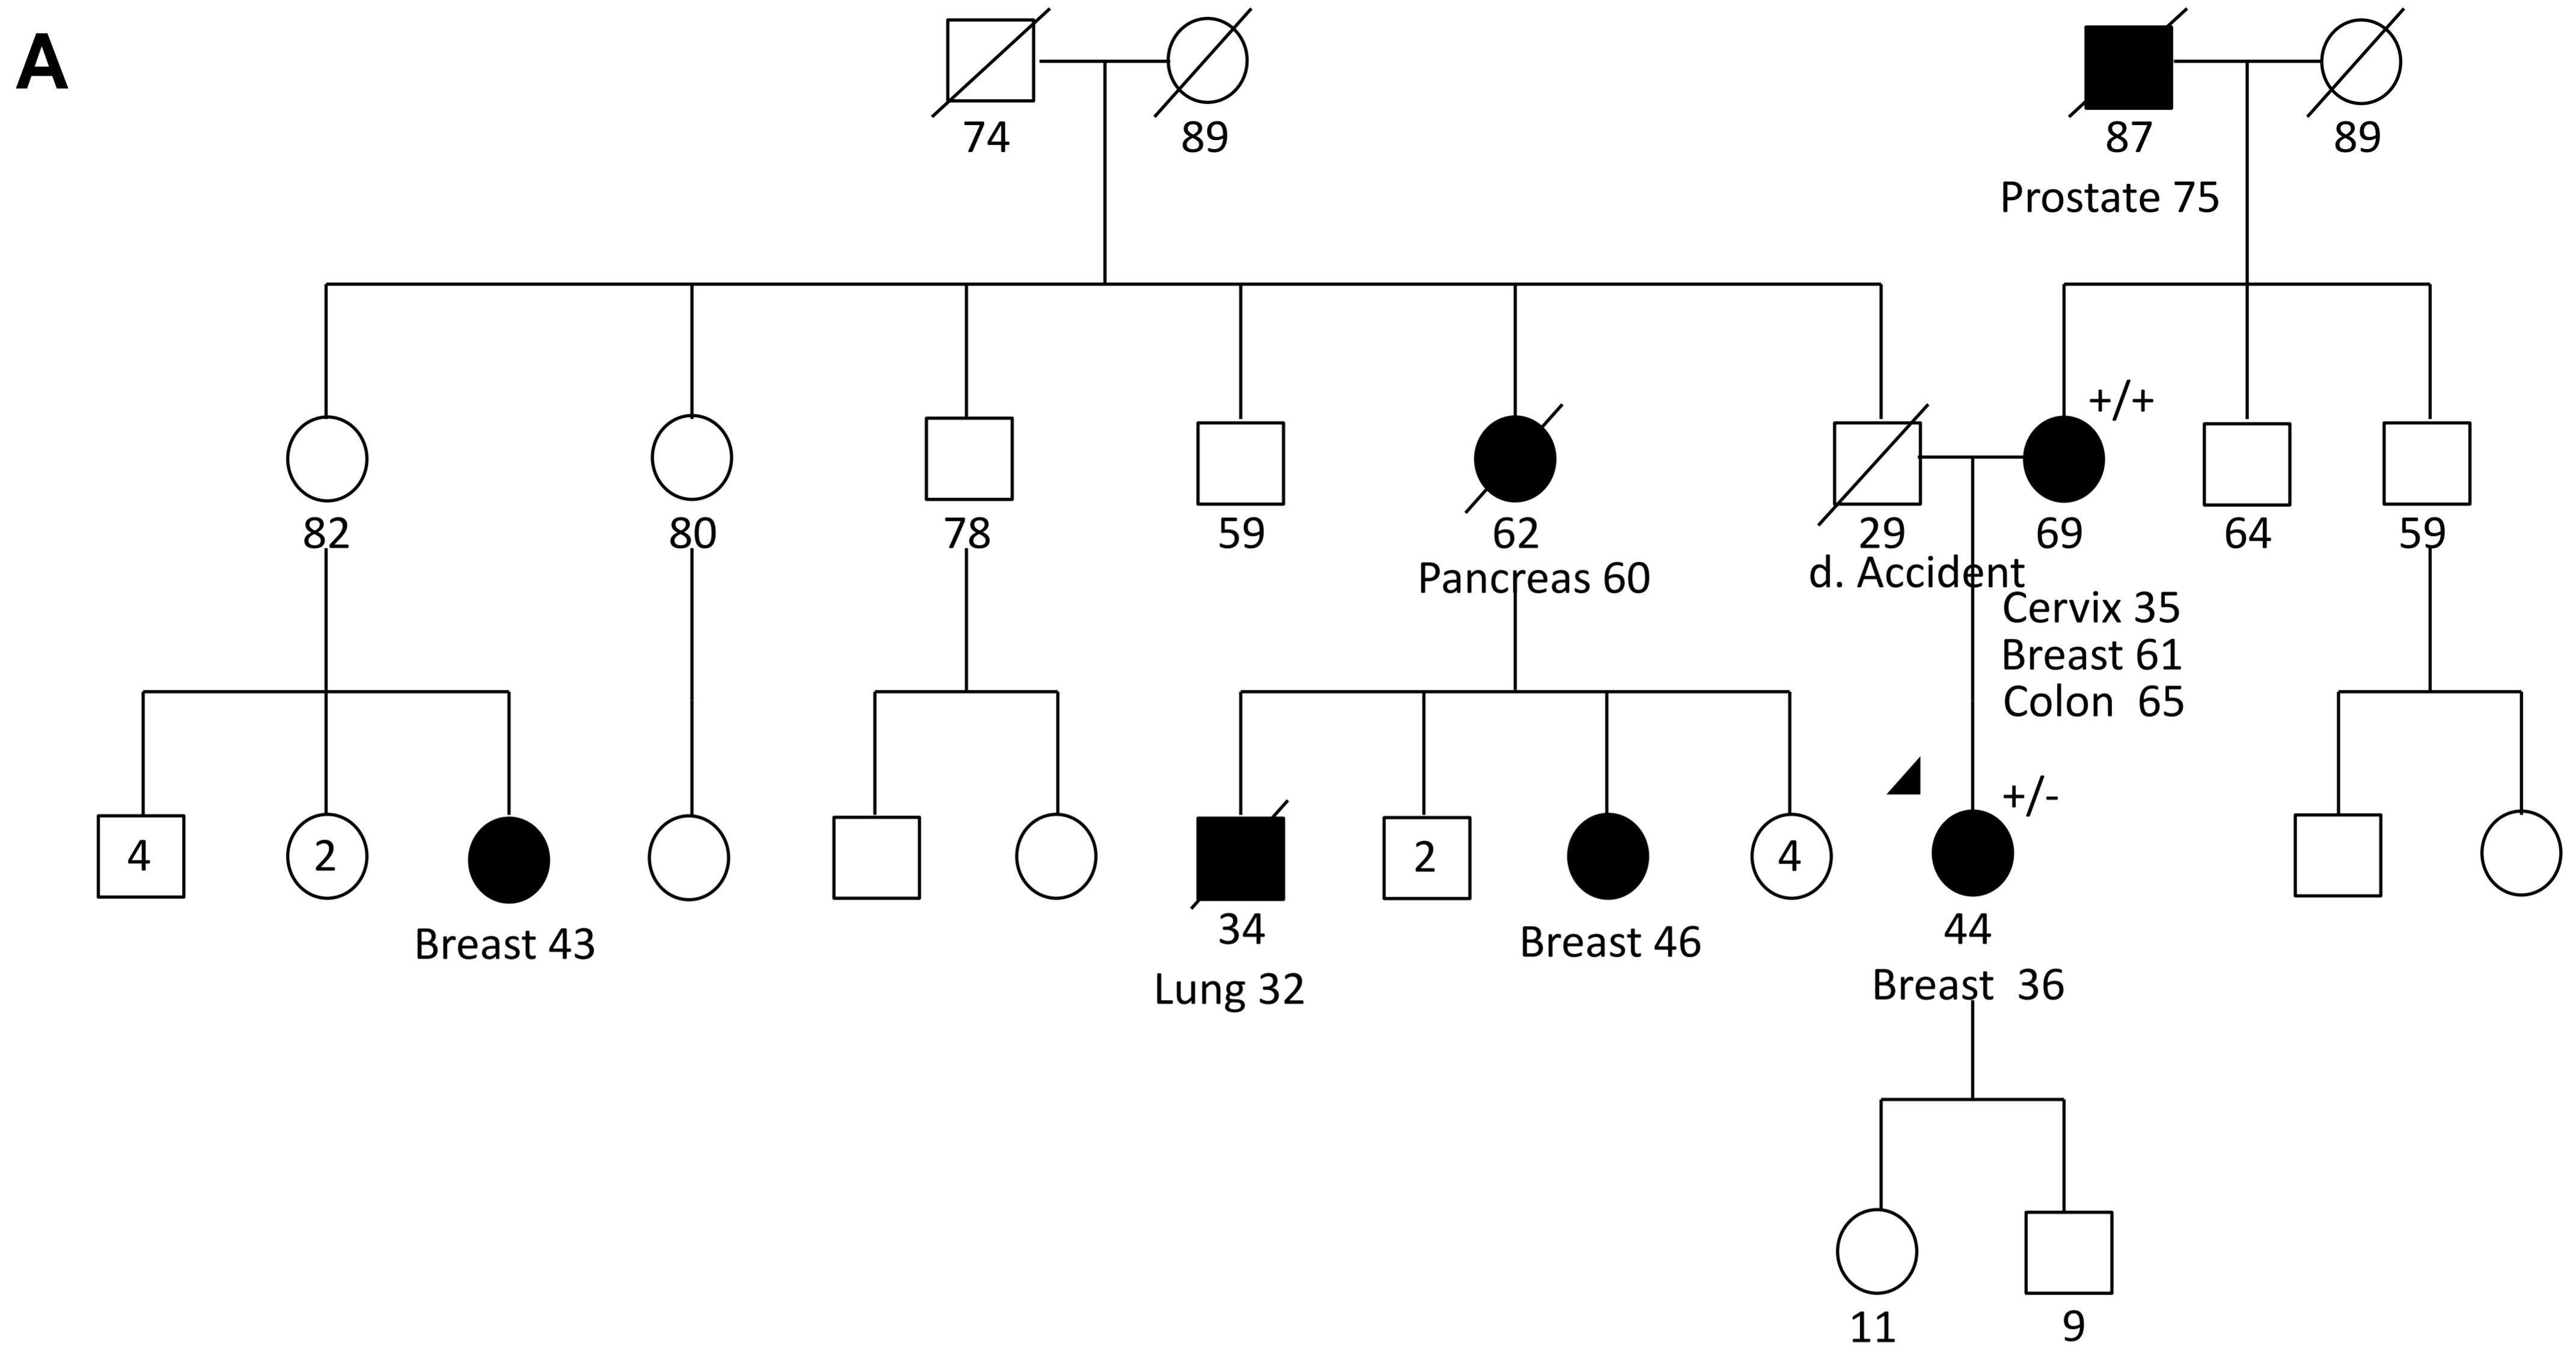 A
74
89
87
89
Prostate 75
+/+
82
80
78
59
62
29
69
64
59
Pancreas 60
d. Accident
Cervix 35
Breast 61
Colon 65
+/-
4
2
2
4
34
44
Breast 43
Breast 46
Lung 32
Breast 36
11
9